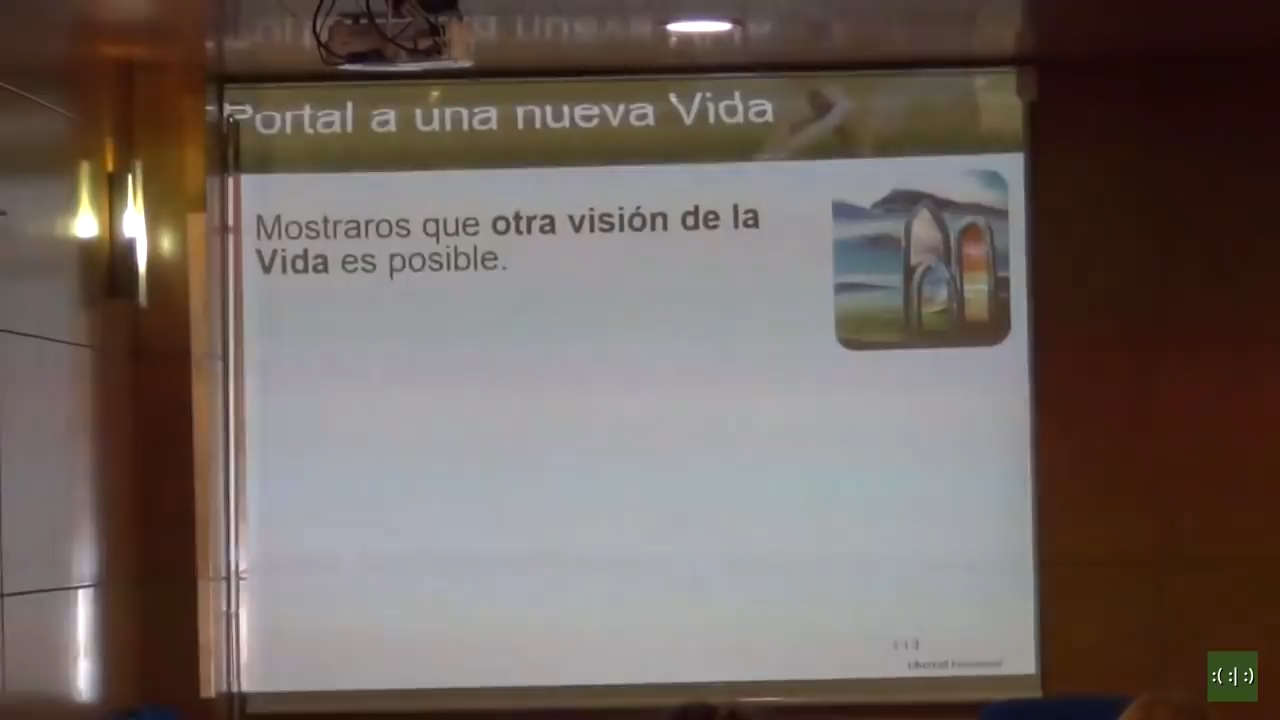 Portal a una nueva Vida
Mostraros que otra visión de la
Vida es posible.
:( :| :)